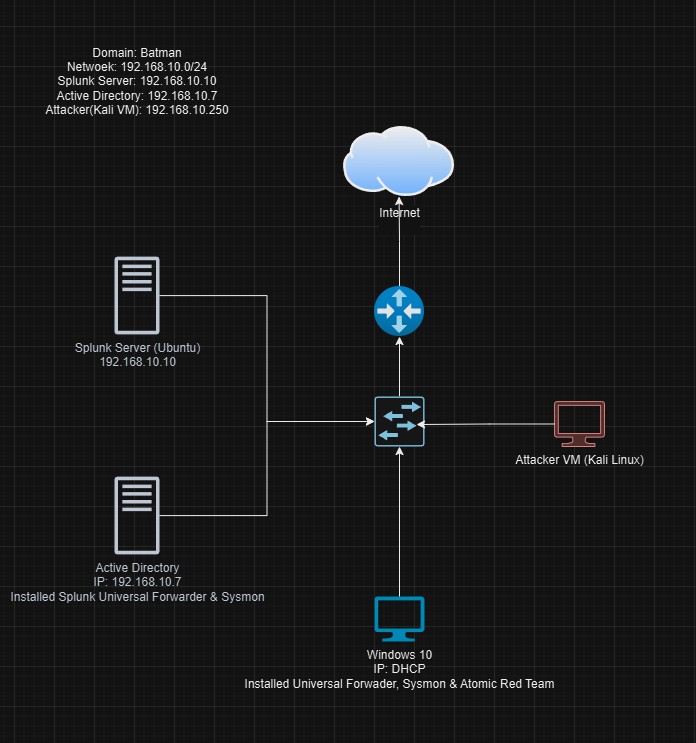 Domain: Batman
Netwoek: 192.168.10.0/24
Splunk Server: 192.168.10.10
Active Directory: 192.168.10.7
Attacker(Kali VM): 192.168.10.250
Internet
Splunk Server (Ubuntu)
192.168.10.10
Attacker VM (Kali Linux)
Active Directory
IP: 192.168.10.7
Installed Splunk Universal Forwarder & Sysmon
Windows 10
IP: DHCP
Installed Universal Forwader, Sysmon & Atomic Red Team